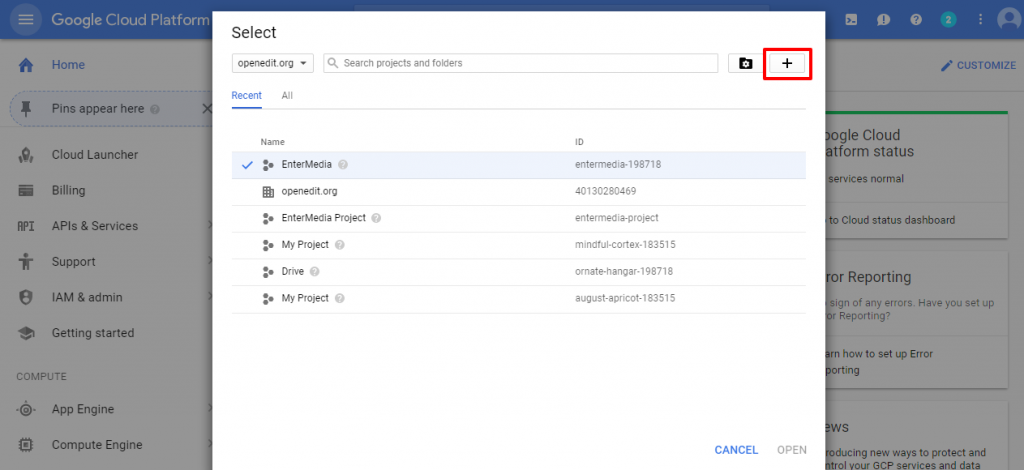 Google Cloud Platform
2
Select
openedit.org
Search projects and folders
+
Home
CUSTOMIZE
Pins appear here
Recent
All
Name
ID
EnterMedia
entermedia-198718
openedit.org
40130280469
EnterMedia Project
entermedia-project
My Project
mindful-cortex-183515
Drive
ornate-hangar-198718
My Project
august-apricot-183515
Cloud Launcher
Billing
API APIs & Services
Support
IAM & admin
Getting started
COMPUTE
App Engine
Compute Engine
oogle Cloud
atform status
services normal
to Cloud status dashboard
ror Reporting
sign of any errors. Have you set up
ror Reporting?
arn how to set up Error
porting
ews
roducing new ways to protect and
ntrol your GCP services and data
CANCEL
OPEN